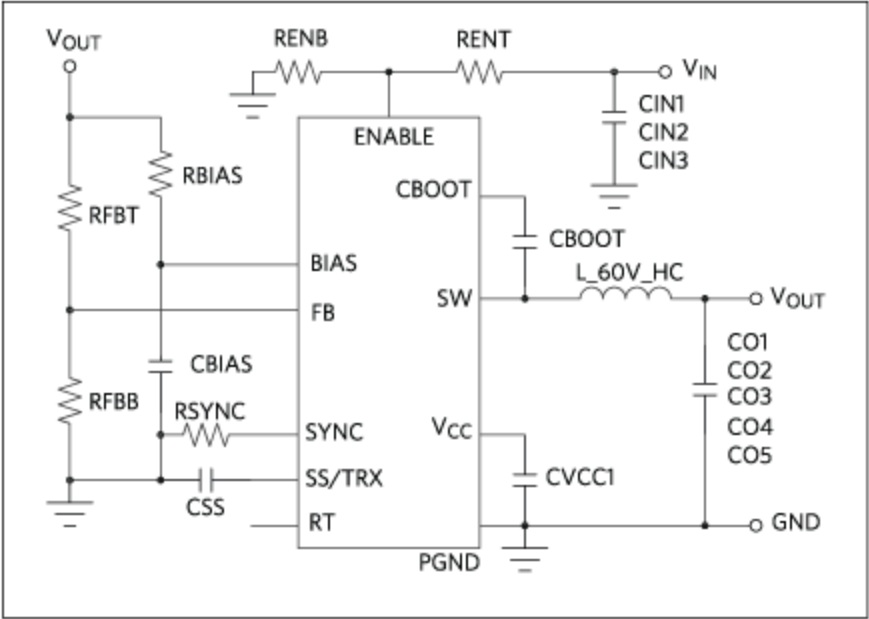 VOUT
RENB
RENT
VIN
CIN1
CIN2
CIN3
ENABLE
RBIAS
CBOOT
RFBT
CBOOT
BIAS
L_60V_HC
SW
VOUT
FB
CO1
CBIAS
CO2
RFBB
CO3
RSYNC
SYNC
VCC
CO4
CO5
SS/TRX
CVCC1
CSS
RT
GND
PGND